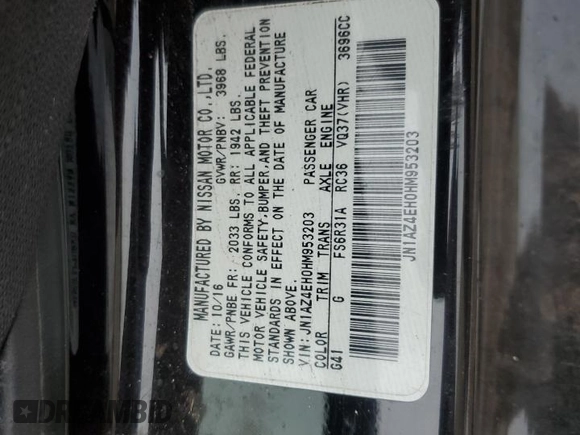 MANUFACTURED BY NISSAN MOTOR CO.,LTD.
DATE: 10/16 GVWR/PNBV: 3968 LBS.
GAWR/PNBE FR: 2033 LBS. RR: 1942 LBS.
THIS VEHICLE CONFORMS TO ALL APPLICABLE FEDERAL
MOTOR VEHICLE SAFETY,BUMPER,AND THEFT PREVENTION
STANDARDS IN EFFECT ON THE DATE OF MANUFACTURE
SHOWN ABOVE.
VIN: JN1AZ4EH0HM953203 PASSENGER CAR
COLOR TRIM TRANS AXLE ENGINE
G41 G FS6R31A RC36 VQ37(VHR) 3696CC
JN1AZ4EH0HM953203
DREAMBID